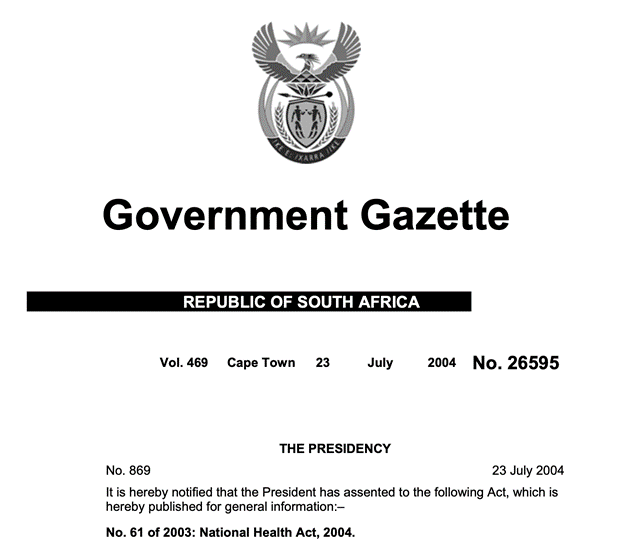 !KE E: /XARRA //KE
Government Gazette
REPUBLIC OF SOUTH AFRICA
Vol. 469 Cape Town 23 July 2004 No. 26595
THE PRESIDENCY
No. 869 23 July 2004
It is hereby notified that the President has assented to the following Act, which is
hereby published for general information:–
No. 61 of 2003: National Health Act, 2004.